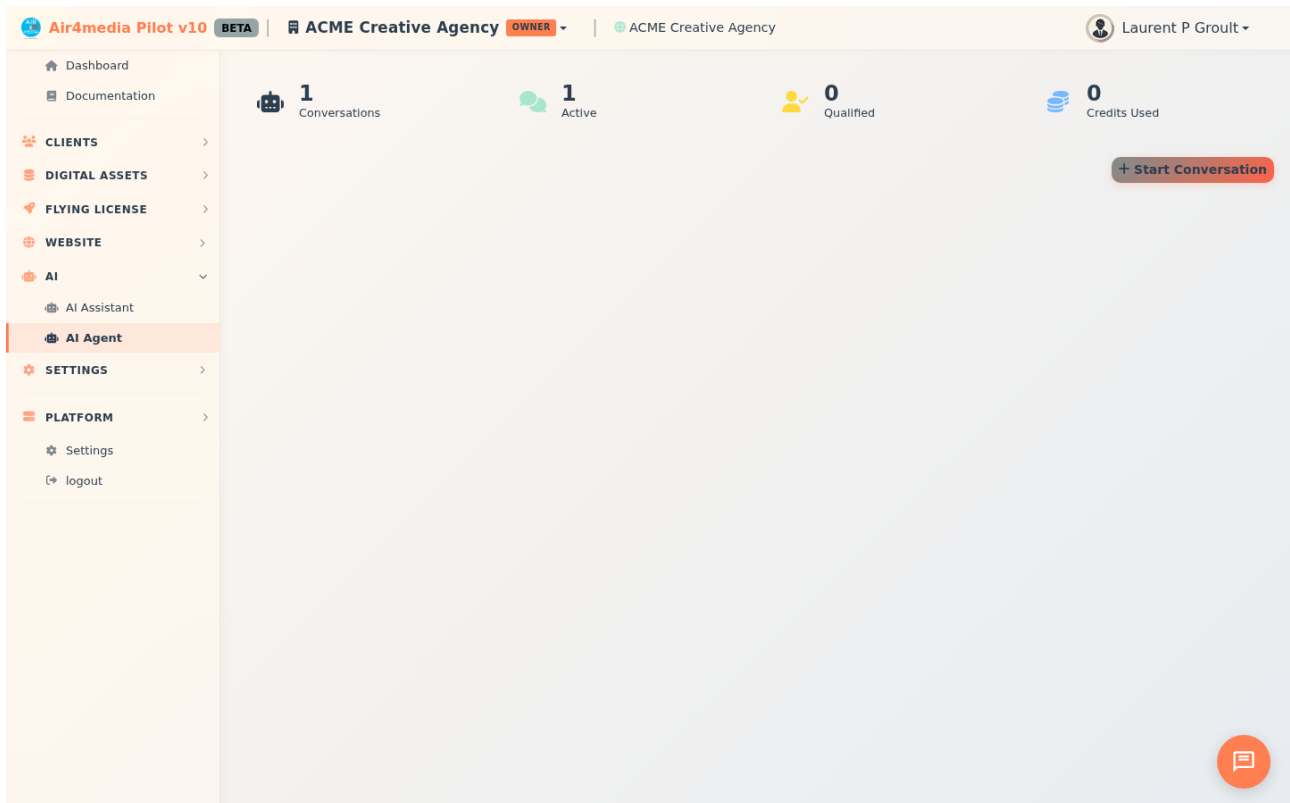 Air4media Pilot v10 BETA ACME Creative Agency OWNER ACME Creative Agency Laurent P Groult
Dashboard
Documentation
CLIENTS
DIGITAL ASSETS
FLYING LICENSE
WEBSITE
AI
AI Assistant
AI Agent
SETTINGS
PLATFORM
Settings
logout
1
Conversations
1
Active
0
Qualified
0
Credits Used
+ Start Conversation